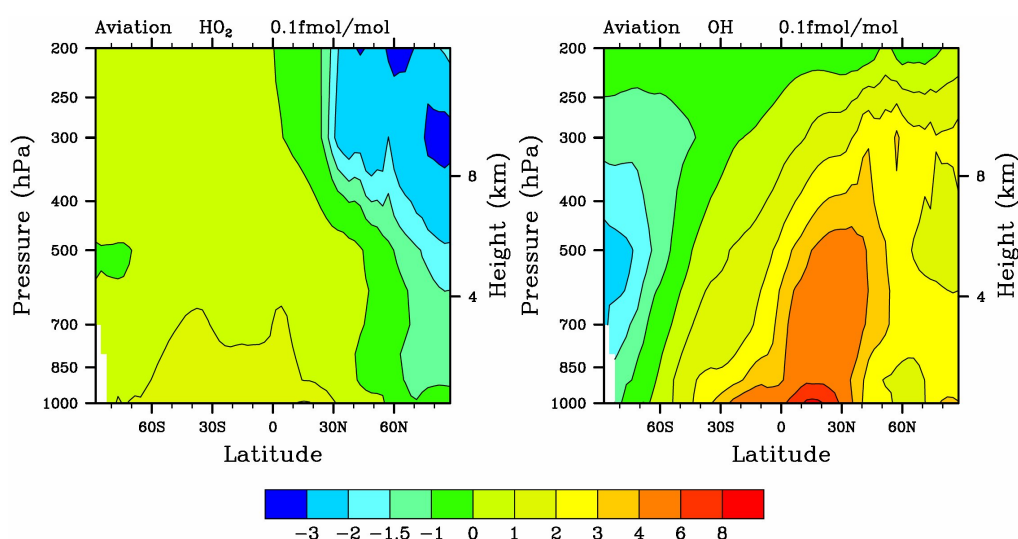 Aviation HO₂ 0.1fmol/mol
200
250
300
400
500
700
850
1000
Pressure (hPa)
8
4
Height (km)
60S 30S 0 30N 60N
Latitude
Aviation OH 0.1fmol/mol
200
250
300
400
500
700
850
1000
Pressure (hPa)
8
4
Height (km)
60S 30S 0 30N 60N
Latitude
−3 −2 −1.5 −1 0 1 2 3 4 6 8